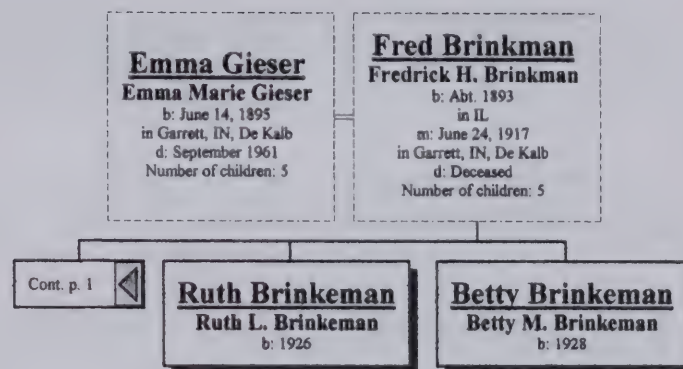 Emma Gieser
Emma Marie Gieser
b: June 14, 1895
in Garrett, IN, De Kalb
d: September 1961
Number of children: 5
Fred Brinkman
Fredrick H. Brinkman
b: Abt. 1893
in IL
m: June 24, 1917
in Garrett, IN, De Kalb
d: Deceased
Number of children: 5
Cont. p. 1
Ruth Brinkeman
Ruth L. Brinkeman
b: 1926
Betty Brinkeman
Betty M. Brinkeman
b: 1928